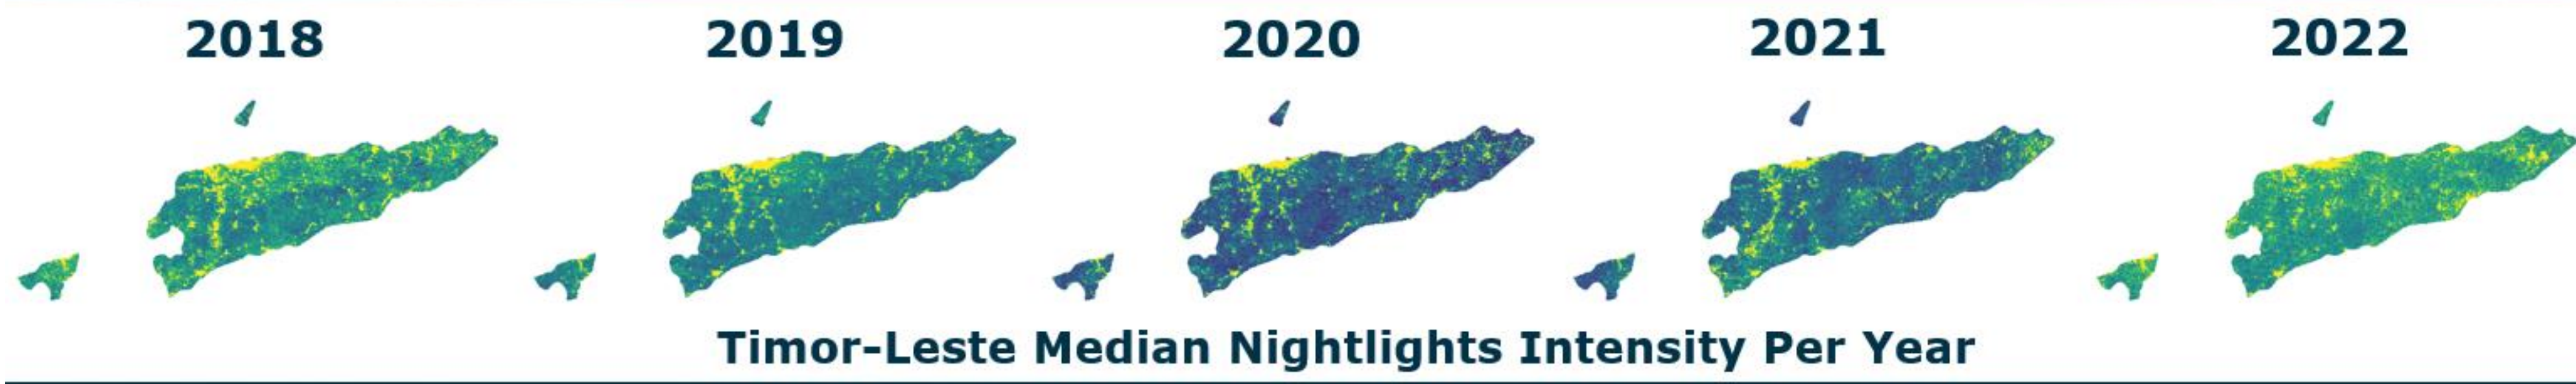 2018 2019 2020 2021 2022
Timor-Leste Median Nightlights Intensity Per Year